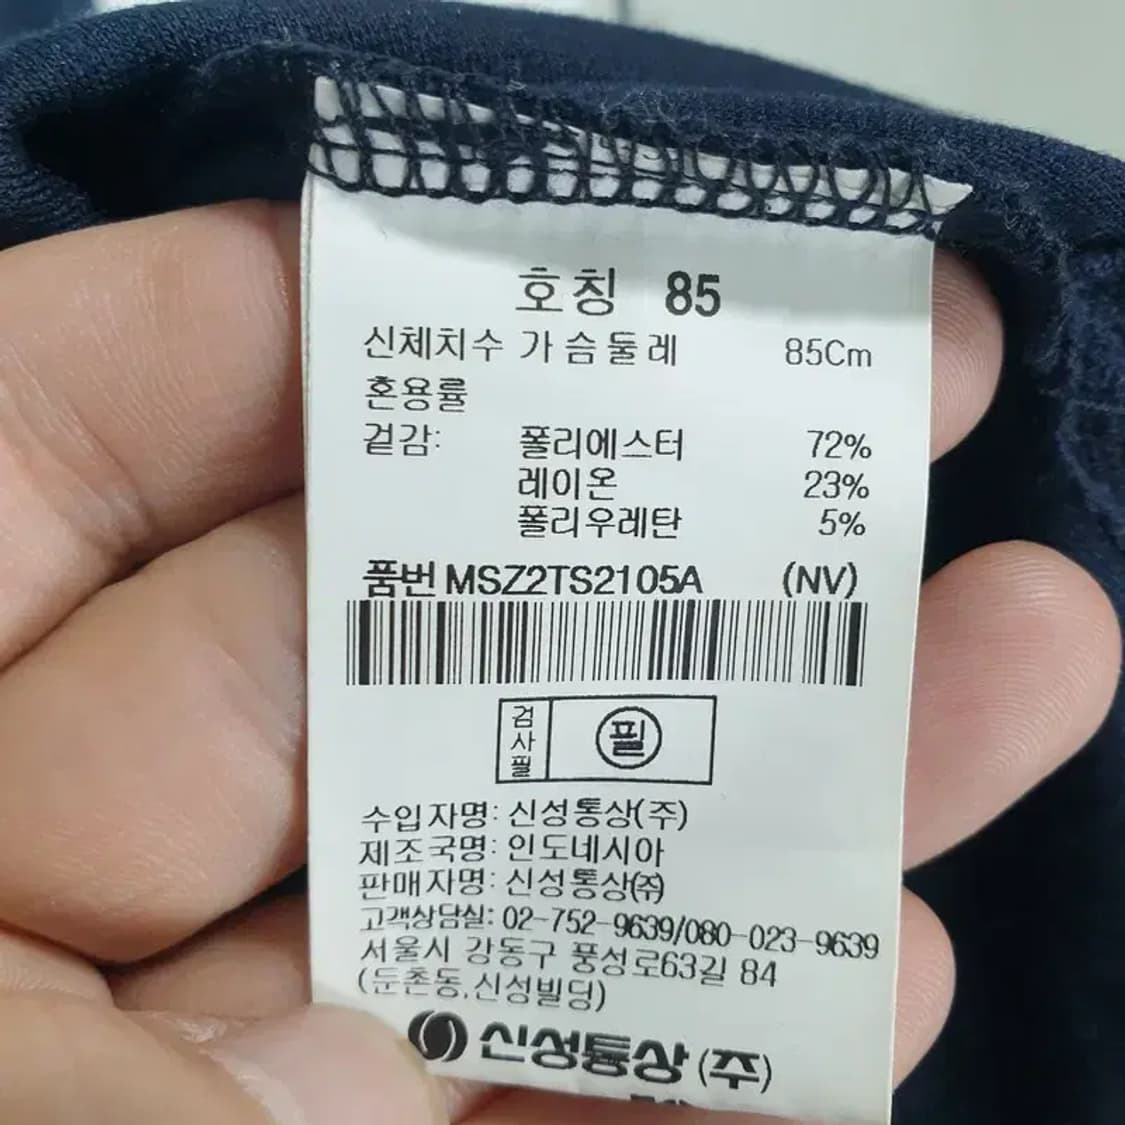 호칭 85
신체치수 가슴둘레 85Cm
혼용률
겉감: 폴리에스터 72%
레이온 23%
폴리우레탄 5%
품번 MSZ2TS2105A (NV)
검사필 필
수입자명: 신성통상(주)
제조국명: 인도네시아
판매자명: 신성통상(주)
고객상담실: 02-752-9639/080-023-9639
서울시 강동구 풍성로63길 84
(둔촌동,신성빌딩)
신성통상(주)